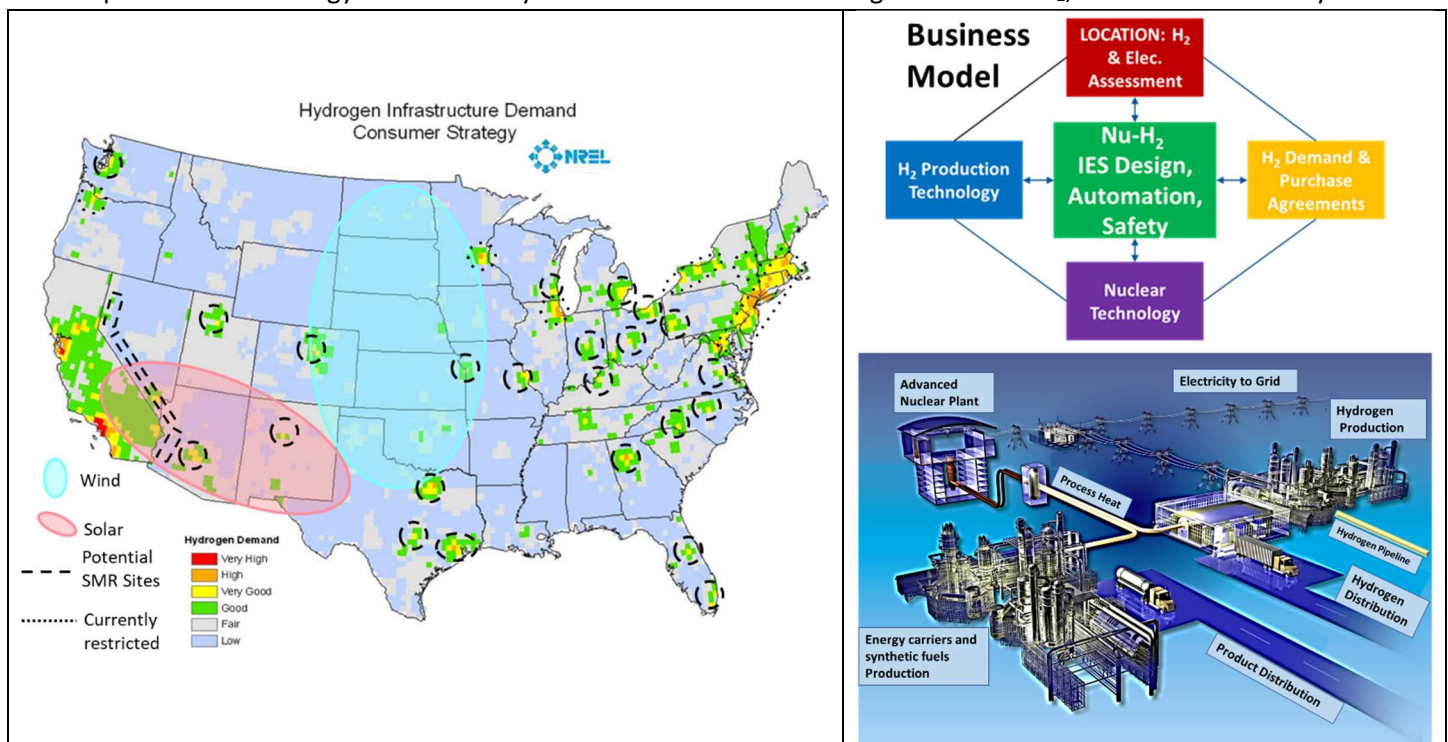 Hydrogen Infrastructure Demand
Consumer Strategy
NREL
Wind
Solar
Potential
SMR Sites
Currently
restricted
Hydrogen Demand
Very High
High
Very Good
Good
Fair
Low
Business
Model
LOCATION: H₂
& Elec.
Assessment
H₂ Production
Technology
Nu-H₂
IES Design,
Automation,
Safety
H₂ Demand &
Purchase
Agreements
Nuclear
Technology
Advanced
Nuclear Plant
Electricity to Grid
Hydrogen
Production
Process Heat
Hydrogen Pipeline
Hydrogen
Distribution
Energy carriers and
synthetic fuels
Production
Product Distribution